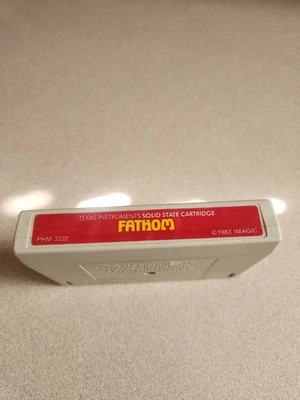 TEXAS INSTRUMENTS SOLID STATE CARTRIDGE
FATHOM
PHM 3222
©1983 IMAGIC